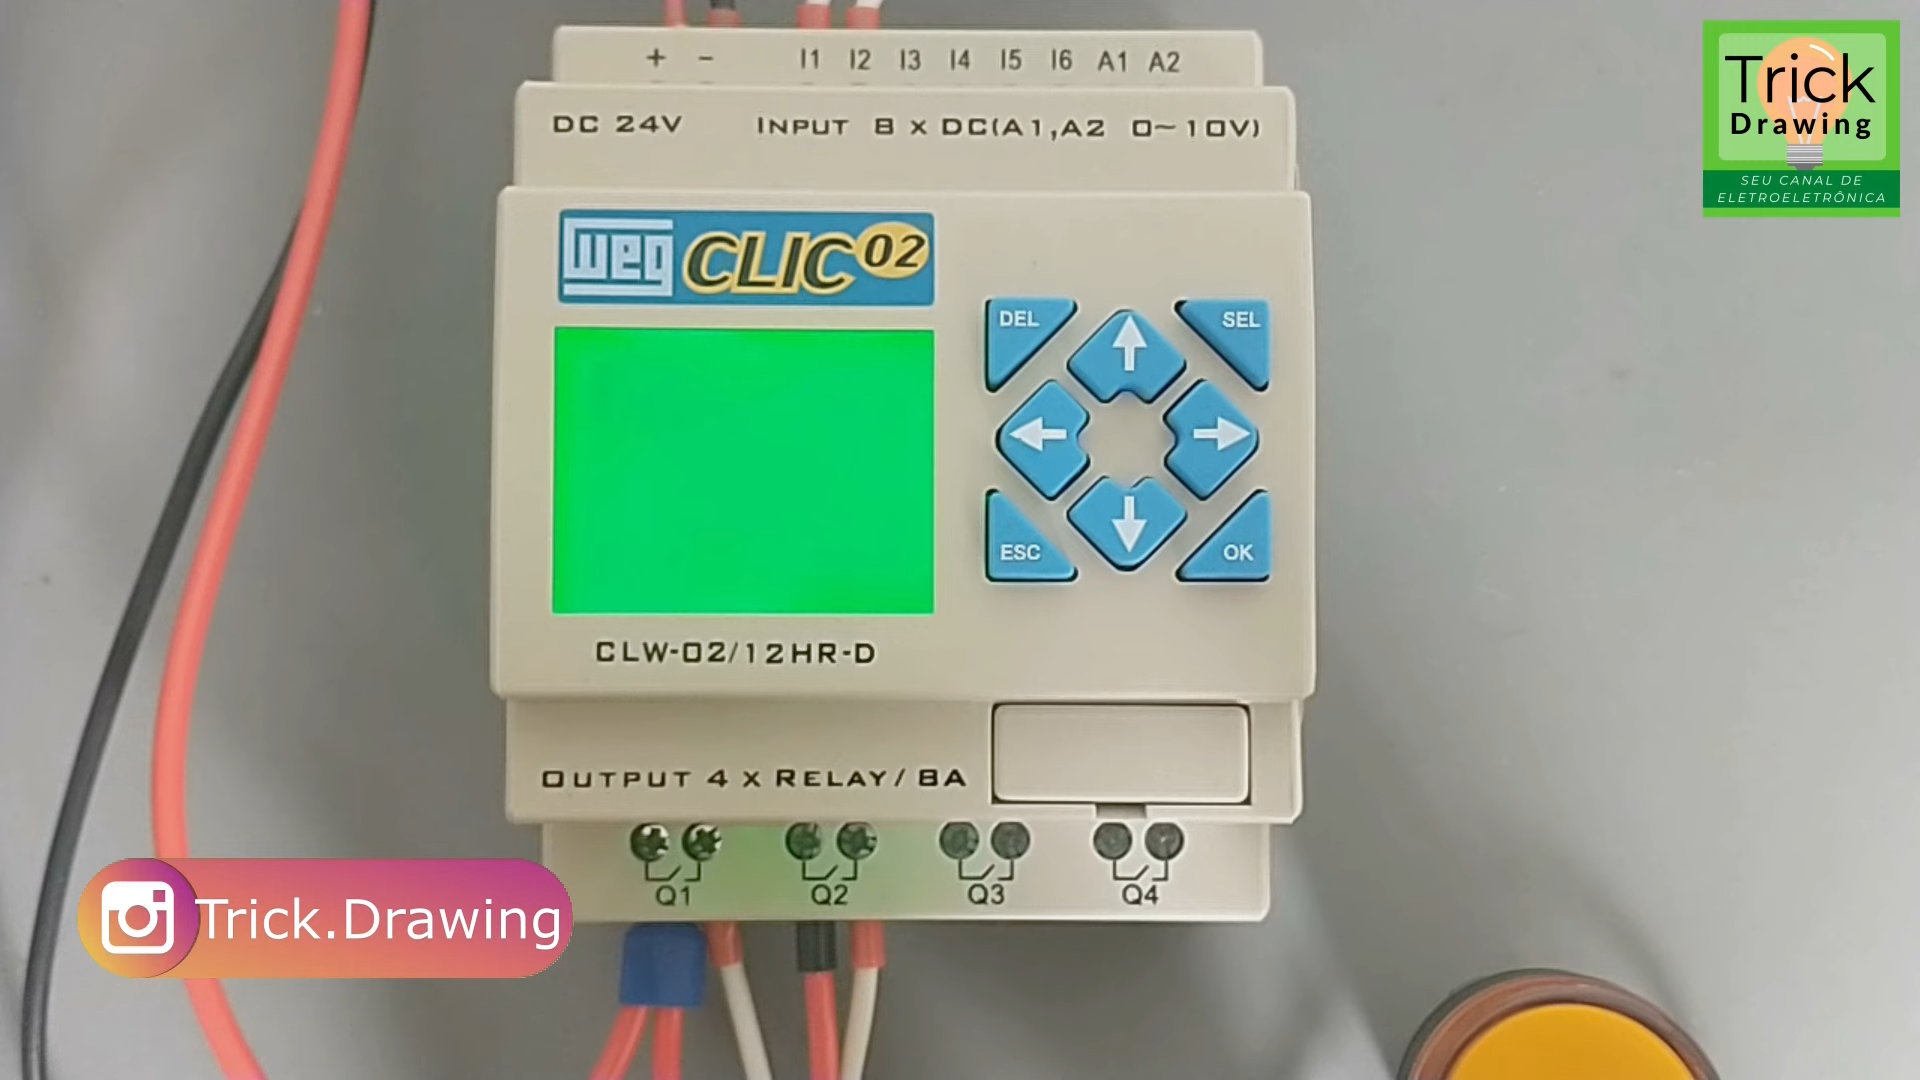 + - I1 I2 I3 I4 I5 I6 A1 A2
DC 24V INPUT 8 x DC(A1,A2 0~10V)
weg CLIC 02
DEL
SEL
ESC
OK
CLW-02/12HR-D
OUTPUT 4 x RELAY/8A
Q1 Q2 Q3 Q4
Trick
Drawing
SEU CANAL DE
ELETROELETRÔNICA
Trick.Drawing